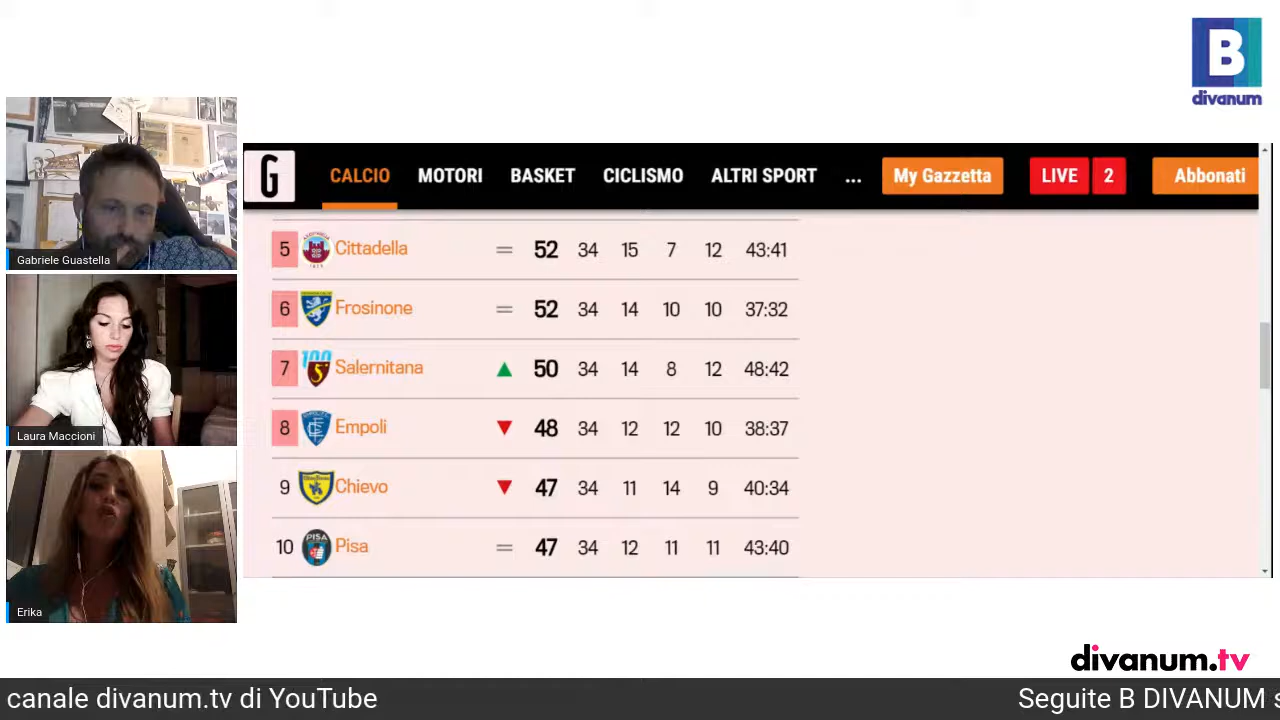 B
divanum
G CALCIO MOTORI BASKET CICLISMO ALTRI SPORT ... My Gazzetta LIVE 2 Abbonati
5 Cittadella = 52 34 15 7 12 43:41
6 Frosinone = 52 34 14 10 10 37:32
7 Salernitana 50 34 14 8 12 48:42
8 Empoli 48 34 12 12 10 38:37
9 Chievo 47 34 11 14 9 40:34
10 PISA Pisa = 47 34 12 11 11 43:40
Gabriele Guastella
Laura Maccioni
Erika
divanum.tv
canale divanum.tv di YouTube Seguite B DIVANUM s